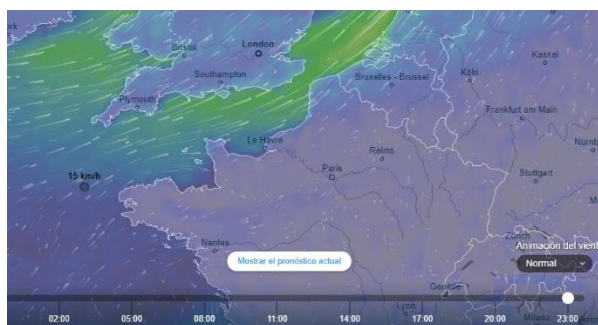 Bristol
London
Kassel
Southampton
Bruxelles - Brussel
Köln
Plymouth
Frankfurt am Main
Le Havre
Reims
Paris
Stuttgart
15 km/h
Nantes
Zürich
Animación del vient
Mostrar el pronóstico actual
Normal
Genève
Lyon
Milano
02:00 05:00 08:00 11:00 14:00 17:00 20:00 23:00